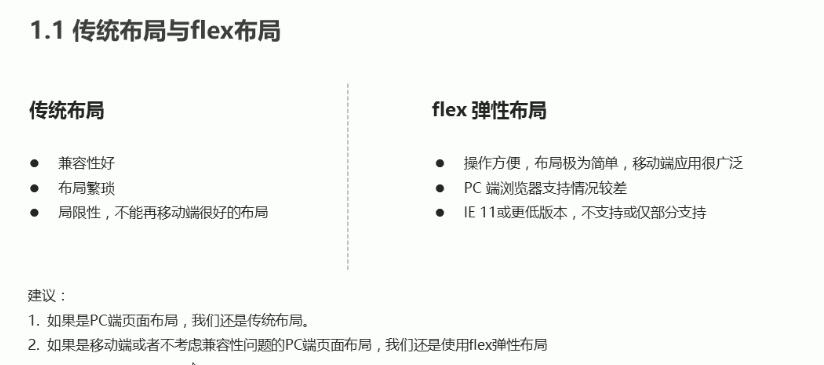 1.1 传统布局与flex布局
传统布局
● 兼容性好
● 布局繁琐
● 局限性，不能再移动端很好的布局
flex 弹性布局
● 操作方便，布局极为简单，移动端应用很广泛
● PC 端浏览器支持情况较差
● IE 11或更低版本，不支持或仅部分支持
建议：
1. 如果是PC端页面布局，我们还是传统布局。
2. 如果是移动端或者不考虑兼容性问题的PC端页面布局，我们还是使用flex弹性布局